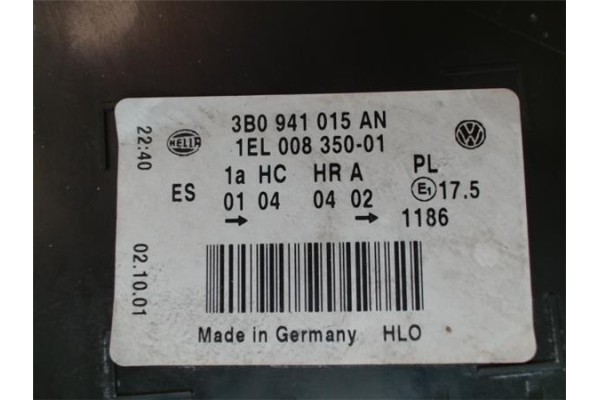 22:40
02.10.01
HELLA
3B0 941 015 AN
1EL 008 350-01
ES 1a HC HR A PL
01 04 04 02 E1 17.5
→ → 1186
Made in Germany HLO